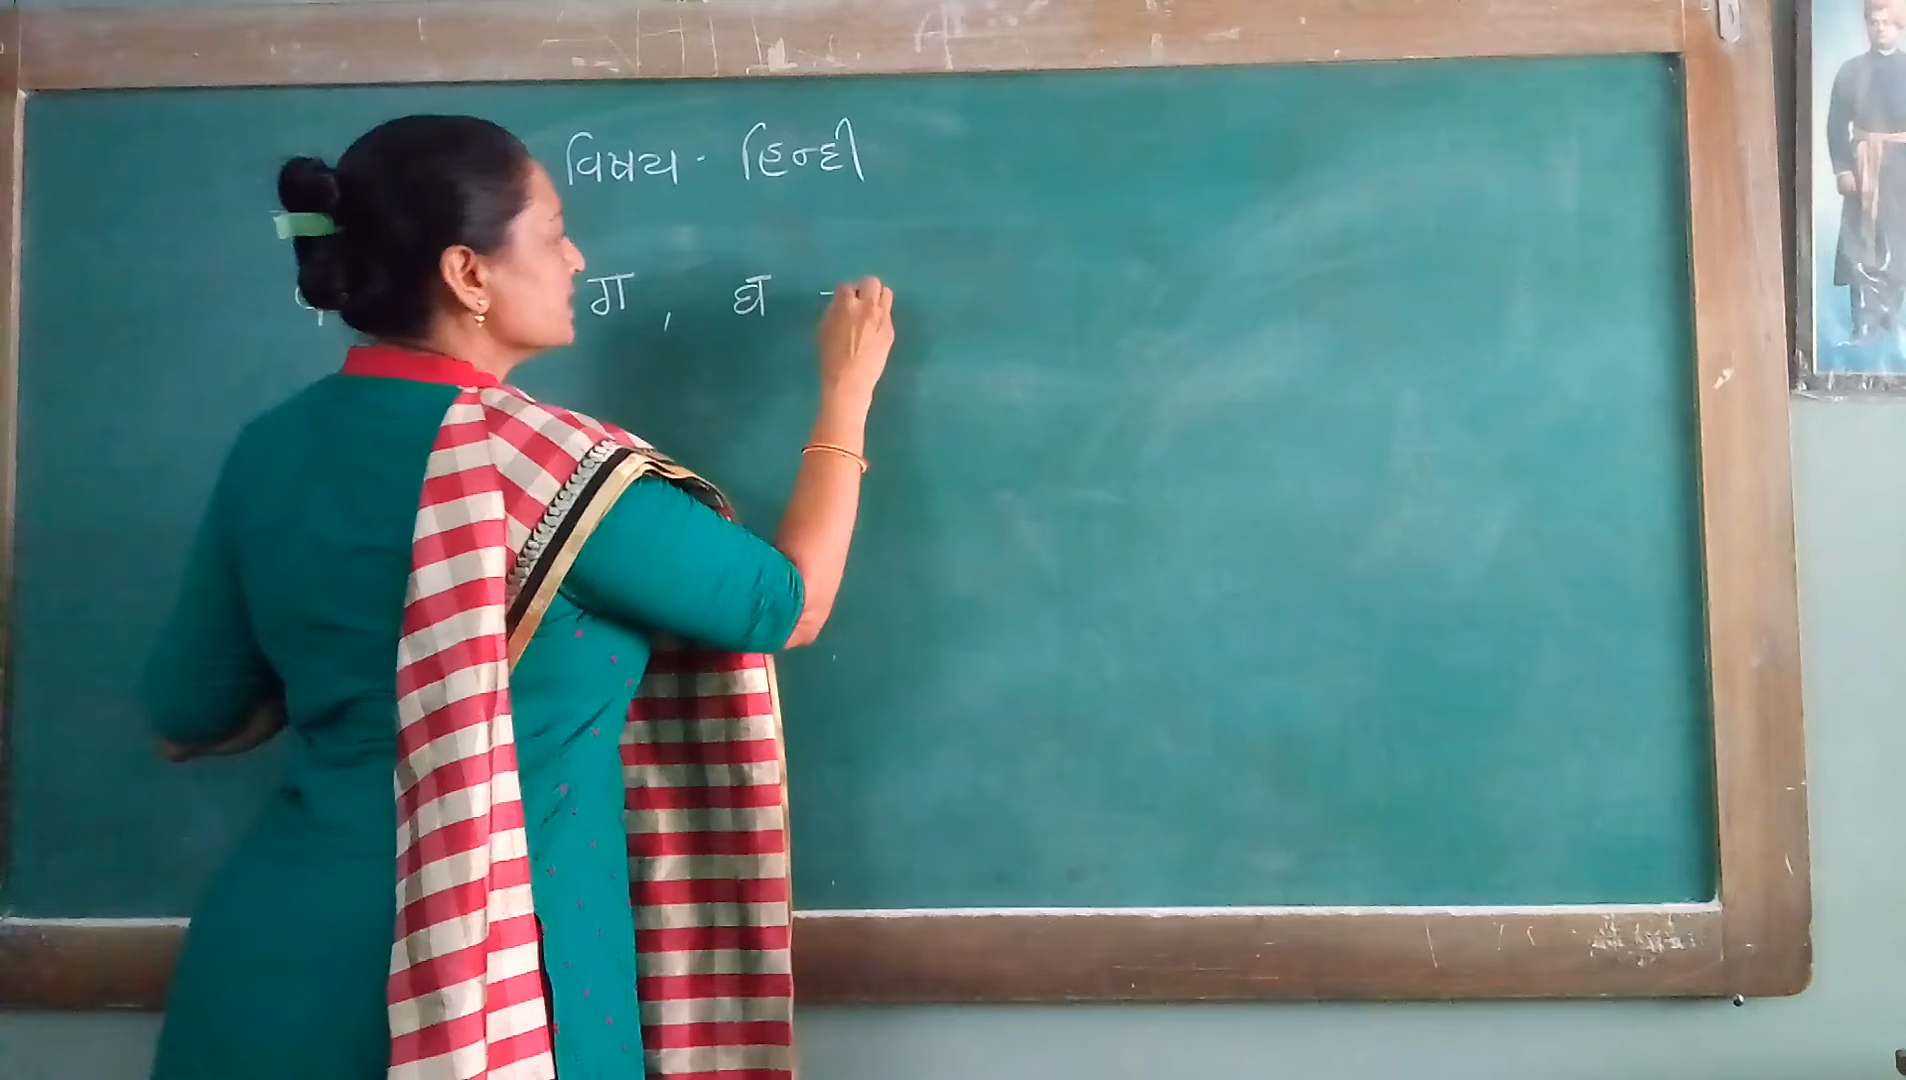 વિષય - હિન્દી
ग , घ -